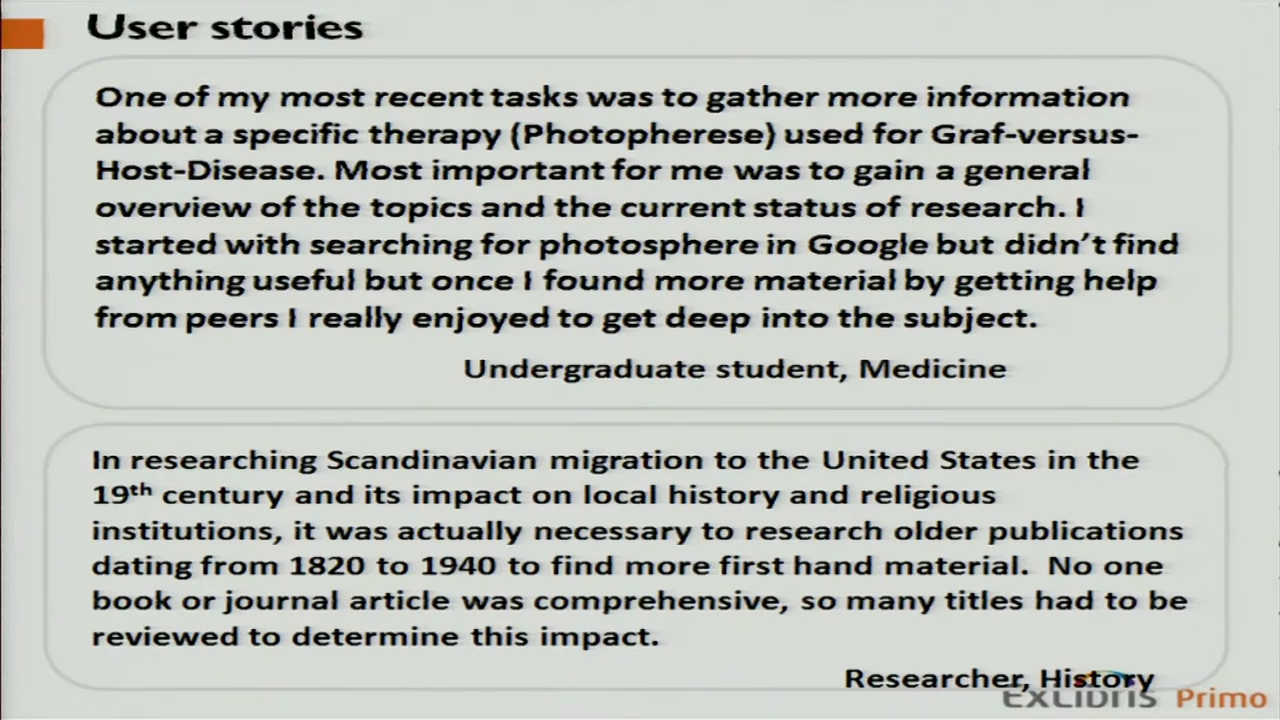 User stories
One of my most recent tasks was to gather more information
about a specific therapy (Photopherese) used for Graf-versus-
Host-Disease. Most important for me was to gain a general
overview of the topics and the current status of research. I
started with searching for photosphere in Google but didn't find
anything useful but once I found more material by getting help
from peers I really enjoyed to get deep into the subject.
Undergraduate student, Medicine
In researching Scandinavian migration to the United States in the
19th century and its impact on local history and religious
institutions, it was actually necessary to research older publications
dating from 1820 to 1940 to find more first hand material. No one
book or journal article was comprehensive, so many titles had to be
reviewed to determine this impact.
Researcher, History
ExLibris Primo